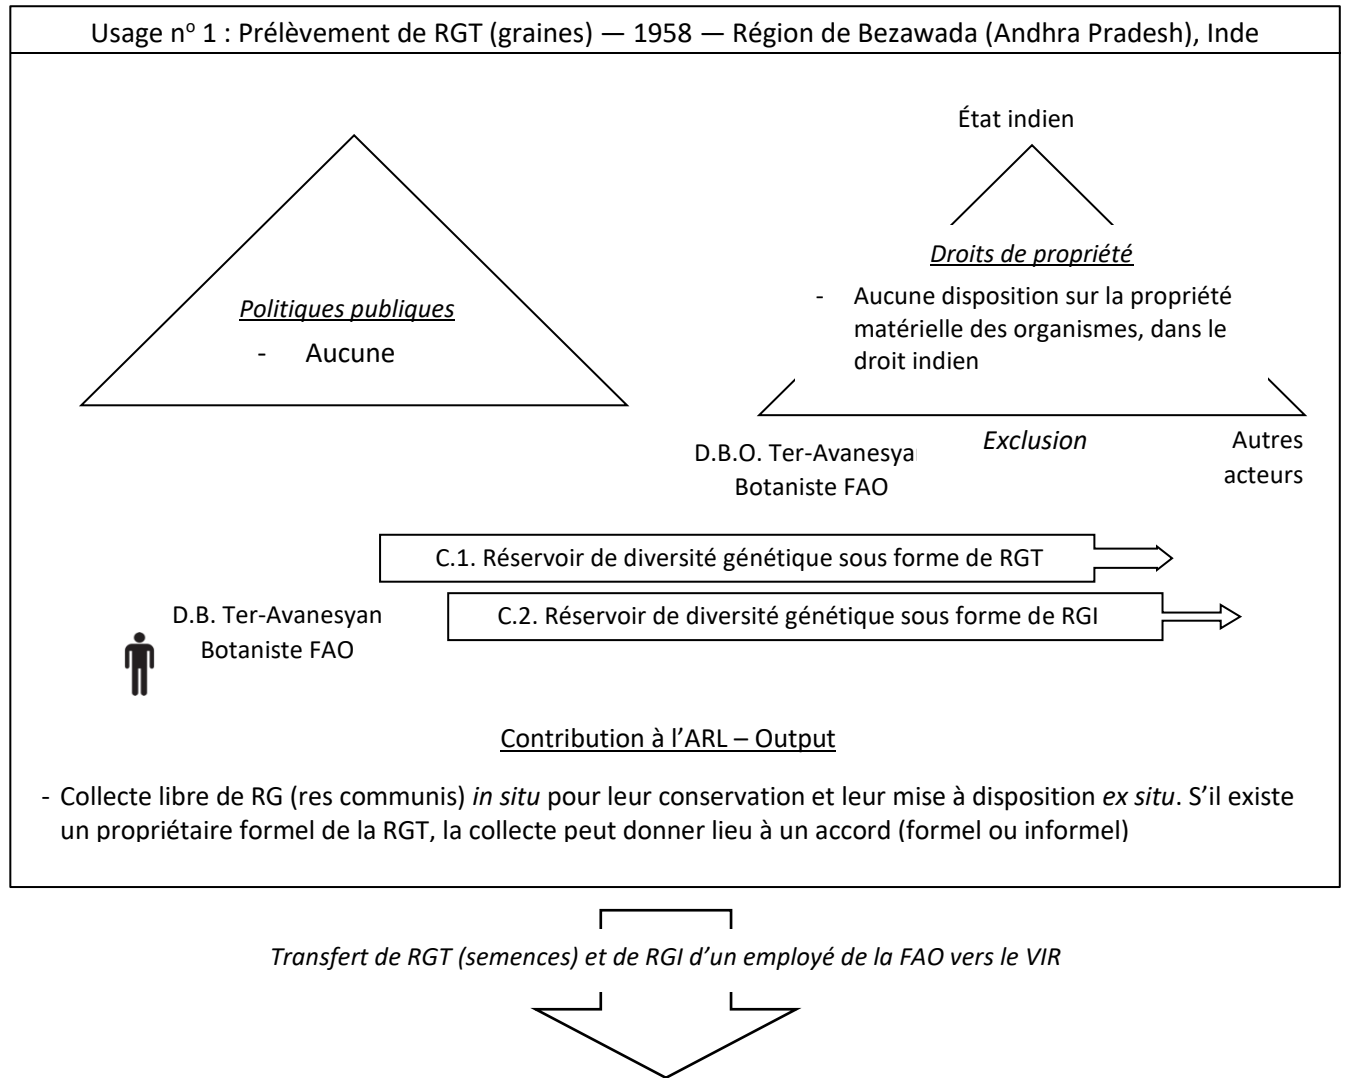 Usage nº 1 : Prélèvement de RGT (graines) — 1958 — Région de Bezawada (Andhra Pradesh), Inde
État indien
Politiques publiques
- Aucune
Droits de propriété
- Aucune disposition sur la propriété
matérielle des organismes, dans le
droit indien
Exclusion
D.B.O. Ter-Avanesya
Botaniste FAO
Autres
acteurs
C.1. Réservoir de diversité génétique sous forme de RGT
C.2. Réservoir de diversité génétique sous forme de RGI
D.B. Ter-Avanesyan
Botaniste FAO
Contribution à l’ARL – Output
- Collecte libre de RG (res communis) in situ pour leur conservation et leur mise à disposition ex situ. S’il existe
un propriétaire formel de la RGT, la collecte peut donner lieu à un accord (formel ou informel)
Transfert de RGT (semences) et de RGI d’un employé de la FAO vers le VIR